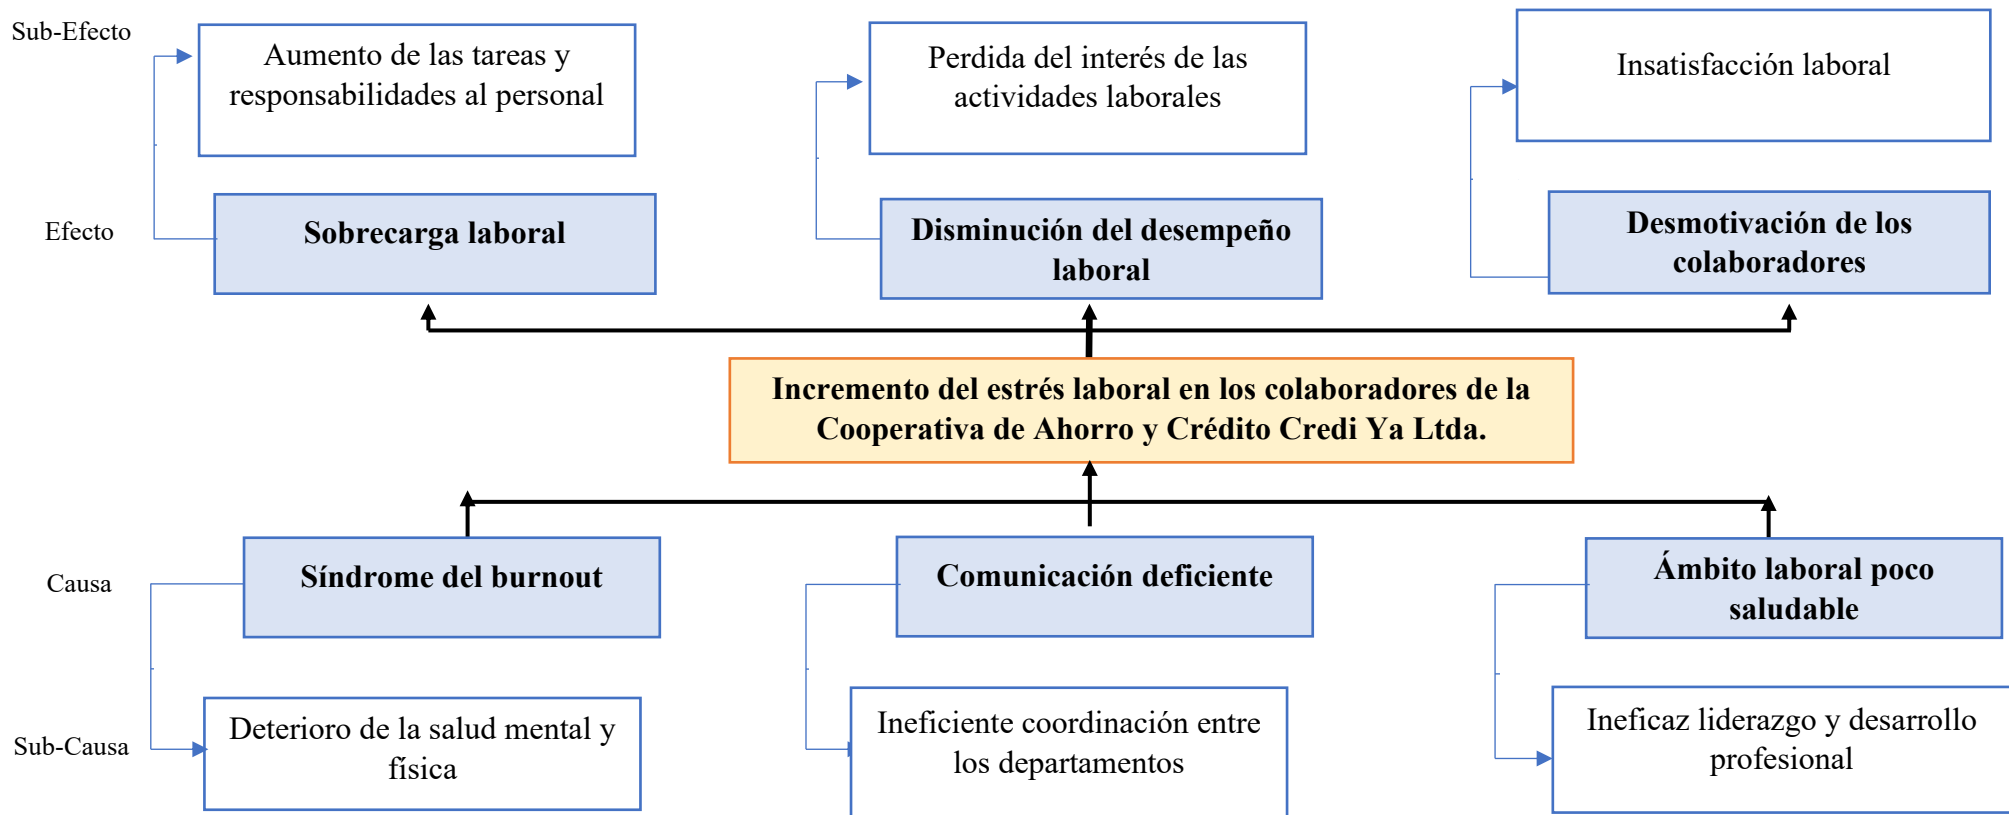 Sub-Efecto
Aumento de las tareas y
responsabilidades al personal
Perdida del interés de las
actividades laborales
Insatisfacción laboral
Efecto
Sobrecarga laboral
Disminución del desempeño
laboral
Desmotivación de los
colaboradores
Incremento del estrés laboral en los colaboradores de la
Cooperativa de Ahorro y Crédito Credi Ya Ltda.
Causa
Síndrome del burnout
Comunicación deficiente
Ámbito laboral poco
saludable
Sub-Causa
Deterioro de la salud mental y
física
Ineficiente coordinación entre
los departamentos
Ineficaz liderazgo y desarrollo
profesional